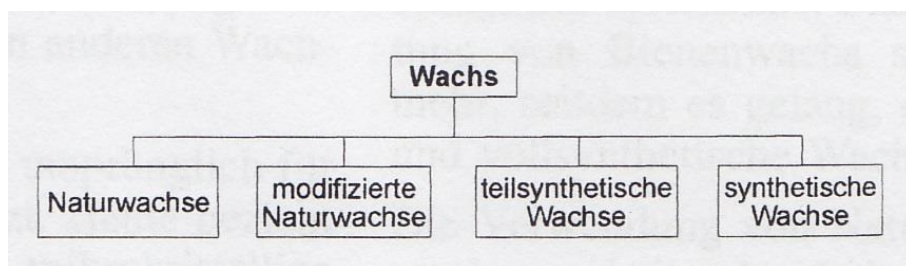 Wachs
Naturwachse
modifizierte
Naturwachse
teilsynthetische
Wachse
synthetische
Wachse